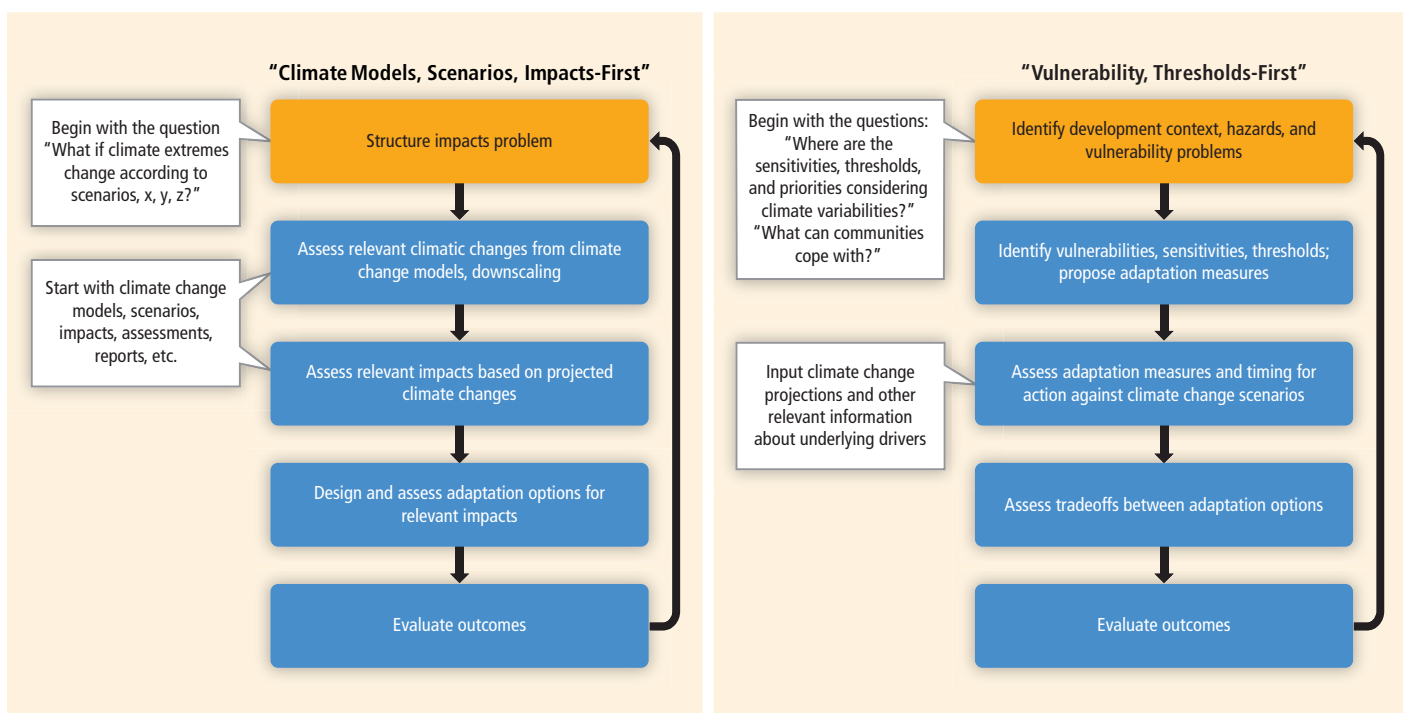 “Climate Models, Scenarios, Impacts-First”
Begin with the question
“What if climate extremes
change according to
scenarios, x, y, z?”
Structure impacts problem
Assess relevant climatic changes from climate
change models, downscaling
Start with climate change
models, scenarios,
impacts, assessments,
reports, etc.
Assess relevant impacts based on projected
climate changes
Design and assess adaptation options for
relevant impacts
Evaluate outcomes
“Vulnerability, Thresholds-First”
Begin with the questions:
“Where are the
sensitivities, thresholds,
and priorities considering
climate variabilities?”
“What can communities
cope with?”
Identify development context, hazards, and
vulnerability problems
Identify vulnerabilities, sensitivities, thresholds;
propose adaptation measures
Input climate change
projections and other
relevant information
about underlying drivers
Assess adaptation measures and timing for
action against climate change scenarios
Assess tradeoffs between adaptation options
Evaluate outcomes